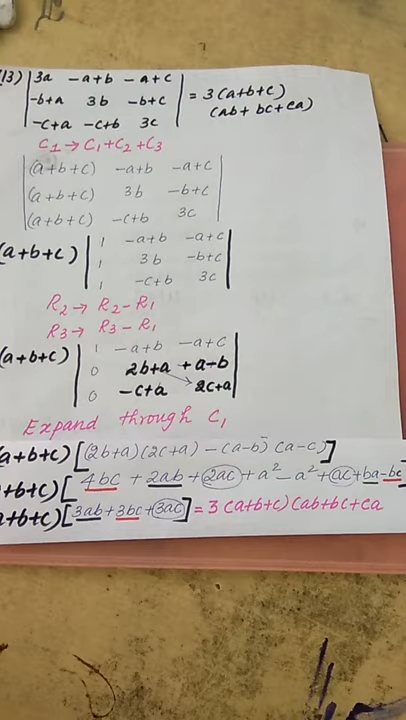 (13) | 3a  -a+b  -a+c |
| -b+a  3b  -b+c | = 3(a+b+c)
| -c+a  -c+b  3c | (ab+bc+ca)
C₁ → C₁+C₂+C₃
| (a+b+c)  -a+b  -a+c |
| (a+b+c)  3b  -b+c |
| (a+b+c)  -c+b  3c |
(a+b+c) | 1  -a+b  -a+c |
| 1  3b  -b+c |
| 1  -c+b  3c |
R₂ → R₂-R₁
R₃ → R₃-R₁
(a+b+c) | 1  -a+b  -a+c |
| 0  2b+a  +a-b |
| 0  -c+a  2c+a |
Expand through C₁
(a+b+c)[(2b+a)(2c+a) - (a-b)(a-c)]
+b+c)[4bc + 2ab + 2ac + a² - a² + ac + ba - bc
a+b+c)[3ab+3bc+3ac] = 3(a+b+c)(ab+bc+ca